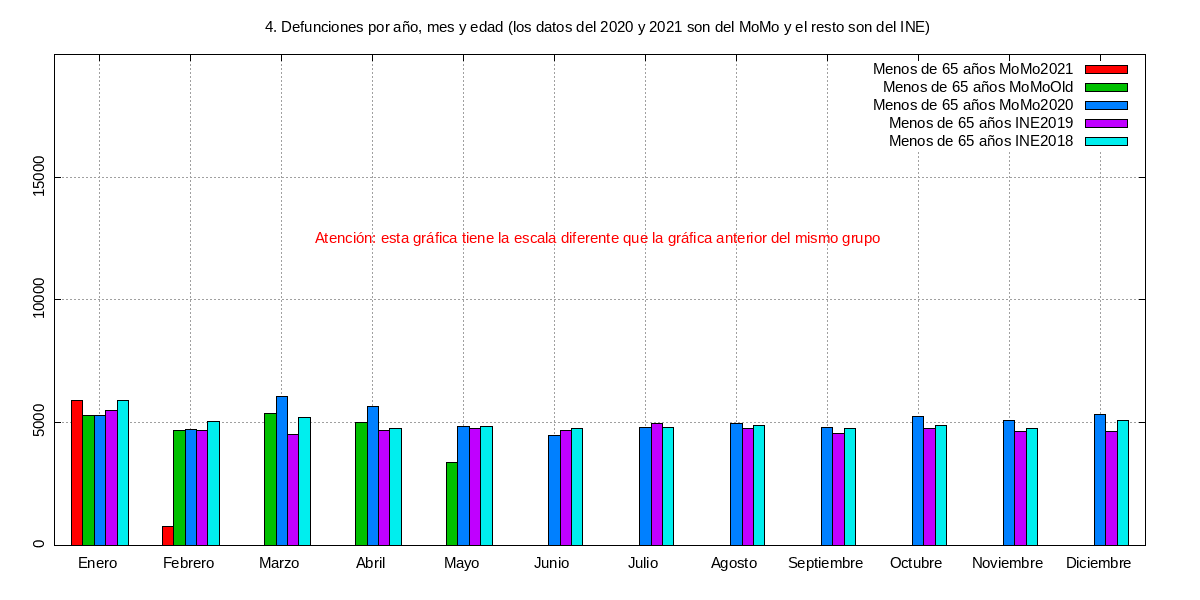 4. Defunciones por año, mes y edad (los datos del 2020 y 2021 son del MoMo y el resto son del INE)
Menos de 65 años MoMo2021
Menos de 65 años MoMoOld
Menos de 65 años MoMo2020
Menos de 65 años INE2019
Menos de 65 años INE2018
15000
Atención: esta gráfica tiene la escala diferente que la gráfica anterior del mismo grupo
10000
5000
0
Enero Febrero Marzo Abril Mayo Junio Julio Agosto Septiembre Octubre Noviembre Diciembre